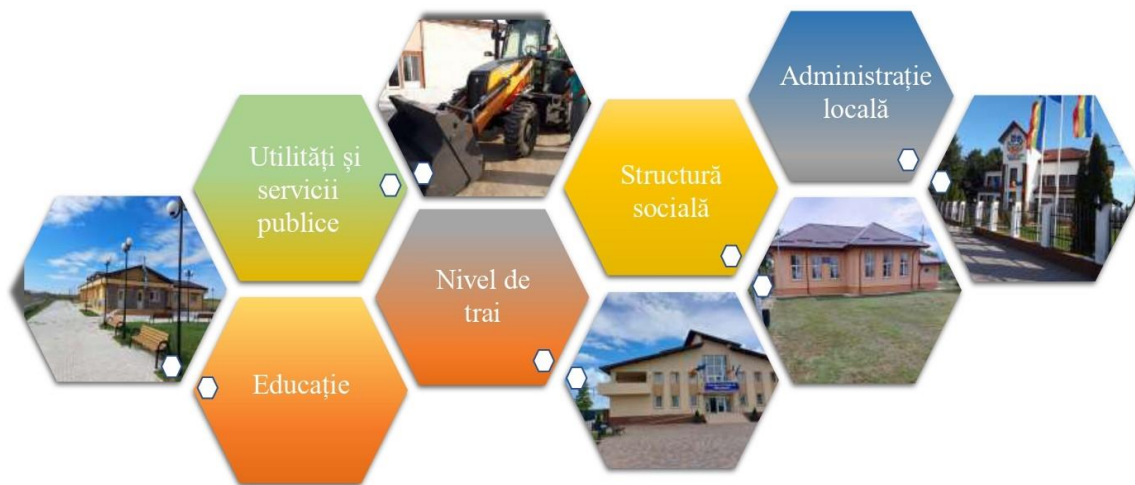 Utilități și
servicii
publice
Educație
Nivel de
trai
Structură
socială
Administrație
locală